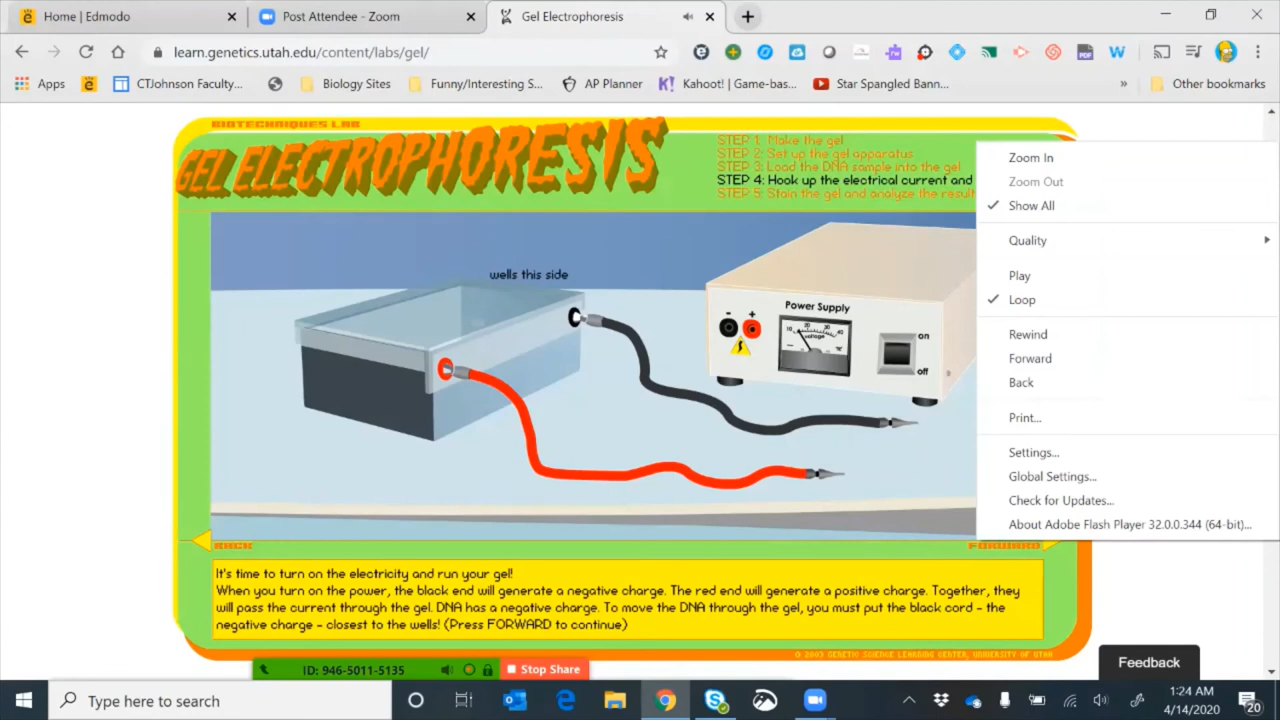 Home | Edmodo
Post Attendee - Zoom
Gel Electrophoresis
learn.genetics.utah.edu/content/labs/gel/
Apps
CTJohnson Faculty...
Biology Sites
Funny/Interesting S...
AP Planner
Kahoot! | Game-bas...
Star Spangled Bann...
»
Other bookmarks
BIOTECHNIQUES LAB
GEL ELECTROPHORESIS
STEP 1: Make the gel
STEP 2: Set up the gel apparatus
STEP 3: Load the DNA sample into the gel
STEP 4: Hook up the electrical current and
STEP 5: Stain the gel and analyze the result
wells this side
Power Supply
- +
10 20 30 40
voltage
on
off
Zoom In
Zoom Out
Show All
Quality
Play
Loop
Rewind
Forward
Back
Print...
Settings...
Global Settings...
Check for Updates...
About Adobe Flash Player 32.0.0.344 (64-bit)...
BACK
FORWARD
It's time to turn on the electricity and run your gel!
When you turn on the power, the black end will generate a negative charge. The red end will generate a positive charge. Together, they
will pass the current through the gel. DNA has a negative charge. To move the DNA through the gel, you must put the black cord - the
negative charge - closest to the wells! (Press FORWARD to continue)
© 2003 GENETIC SCIENCE LEARNING CENTER, UNIVERSITY OF UTAH
ID: 946-5011-5135
Stop Share
Feedback
Type here to search
1:24 AM
4/14/2020
20